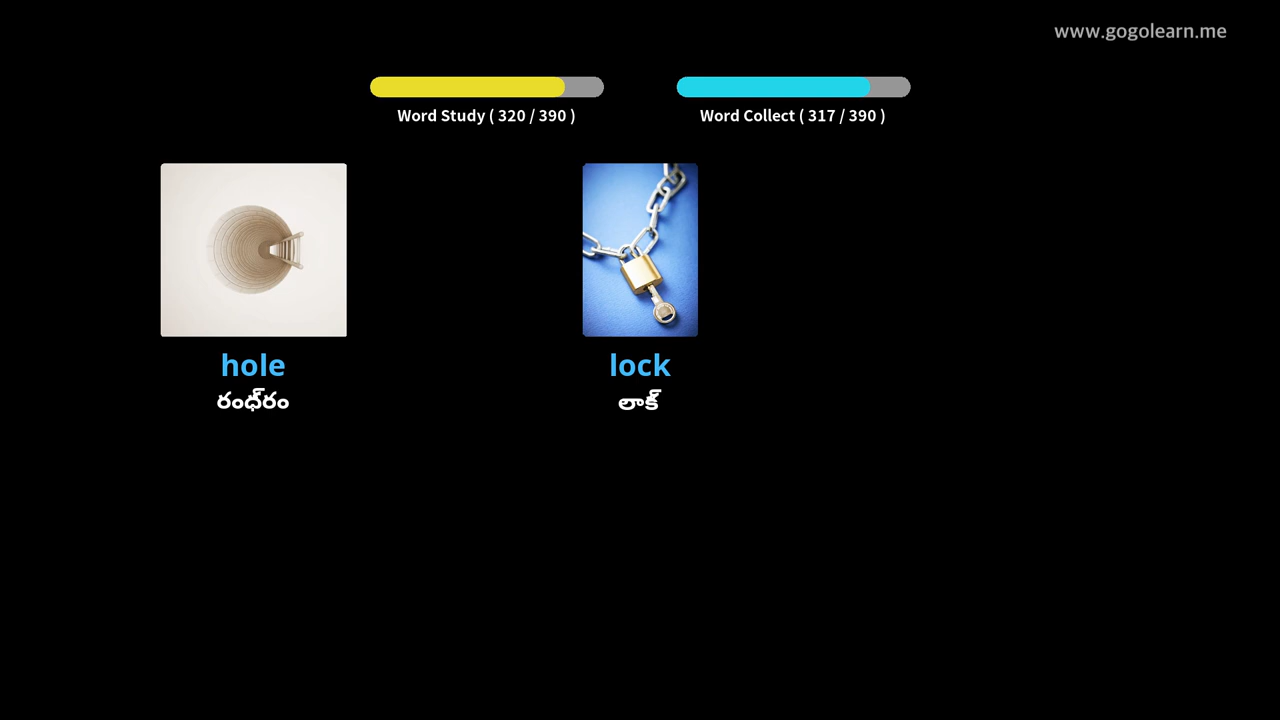 www.gogolearn.me
Word Study ( 320 / 390 )
Word Collect ( 317 / 390 )
hole
రంధ్రం
lock
లాక్